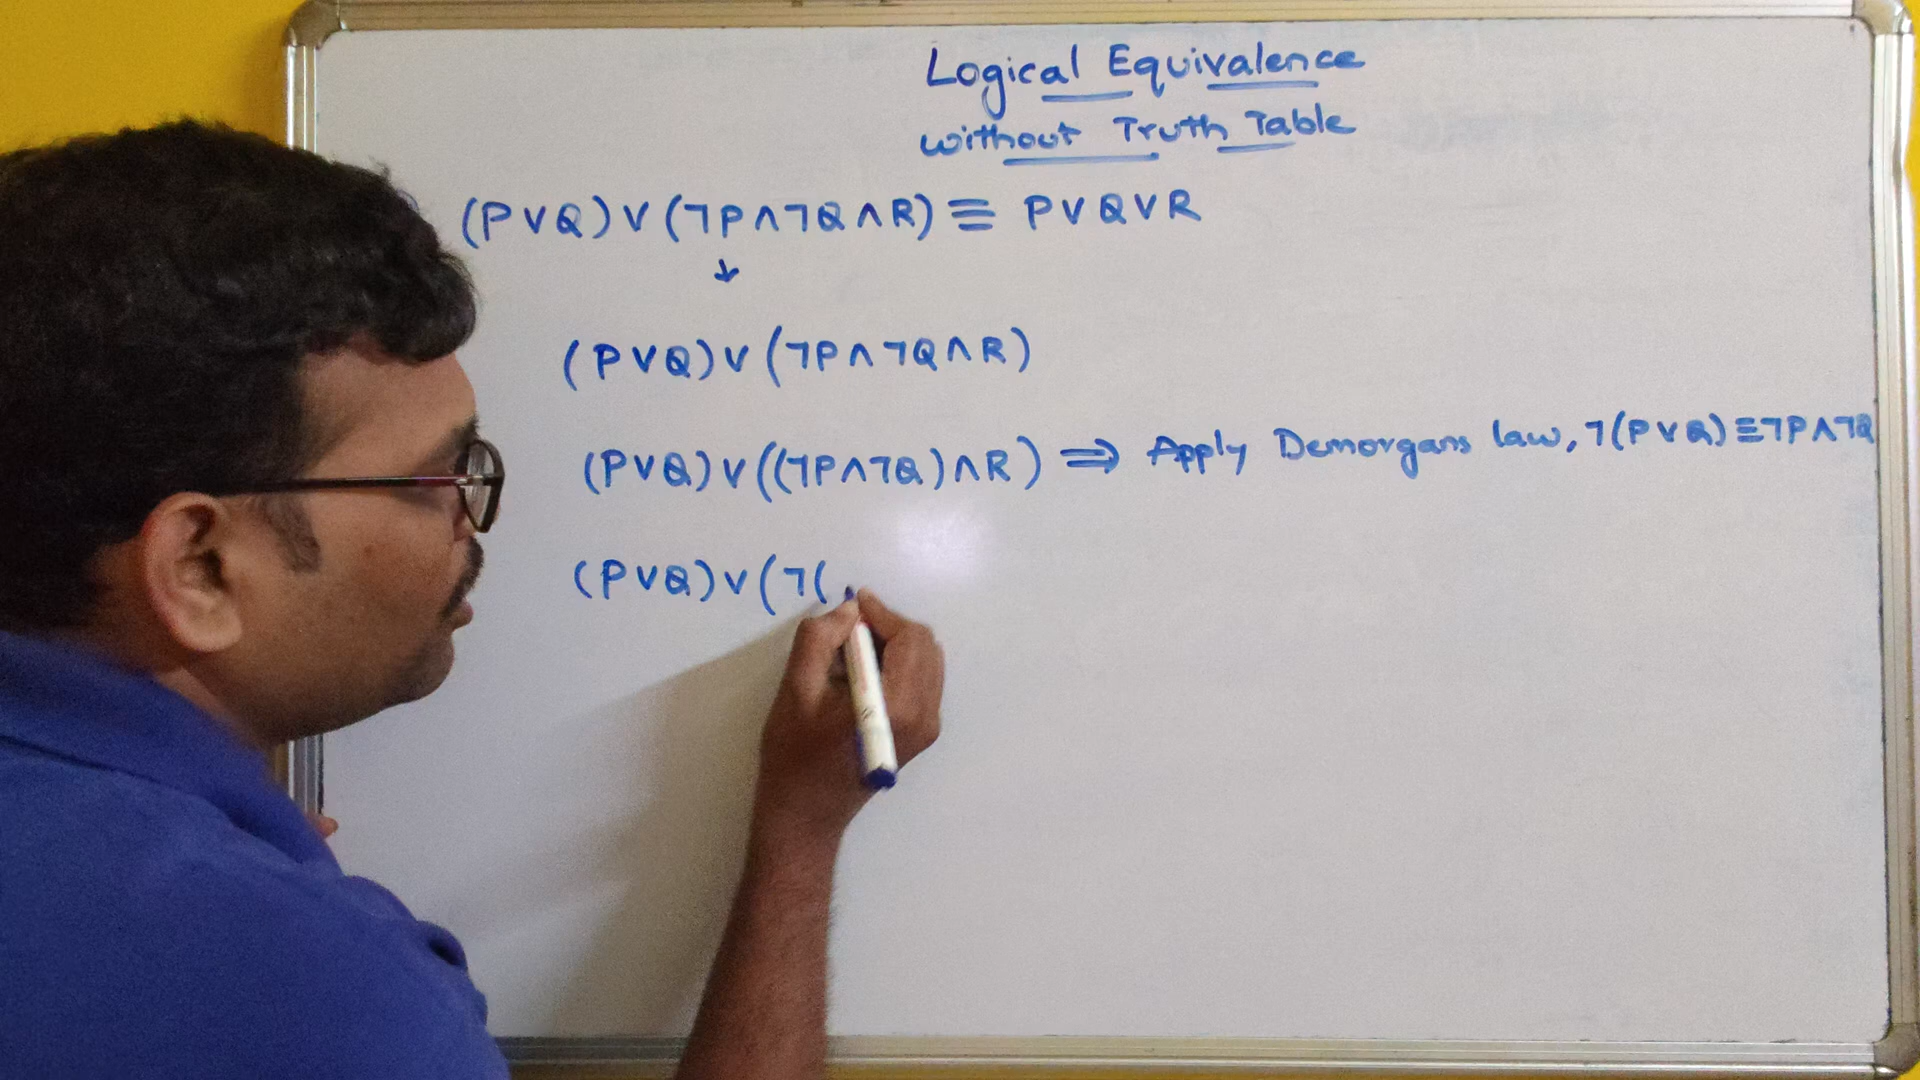 Logical Equivalence
without Truth Table
(P∨Q)∨(¬P∧¬Q∧R)≡ P∨Q∨R
↓
(P∨Q)∨(¬P∧¬Q∧R)
(P∨Q)∨((¬P∧¬Q)∧R) ⇒ Apply Demorgans law, ¬(P∨Q)≡¬P∧¬Q
(P∨Q)∨(¬(